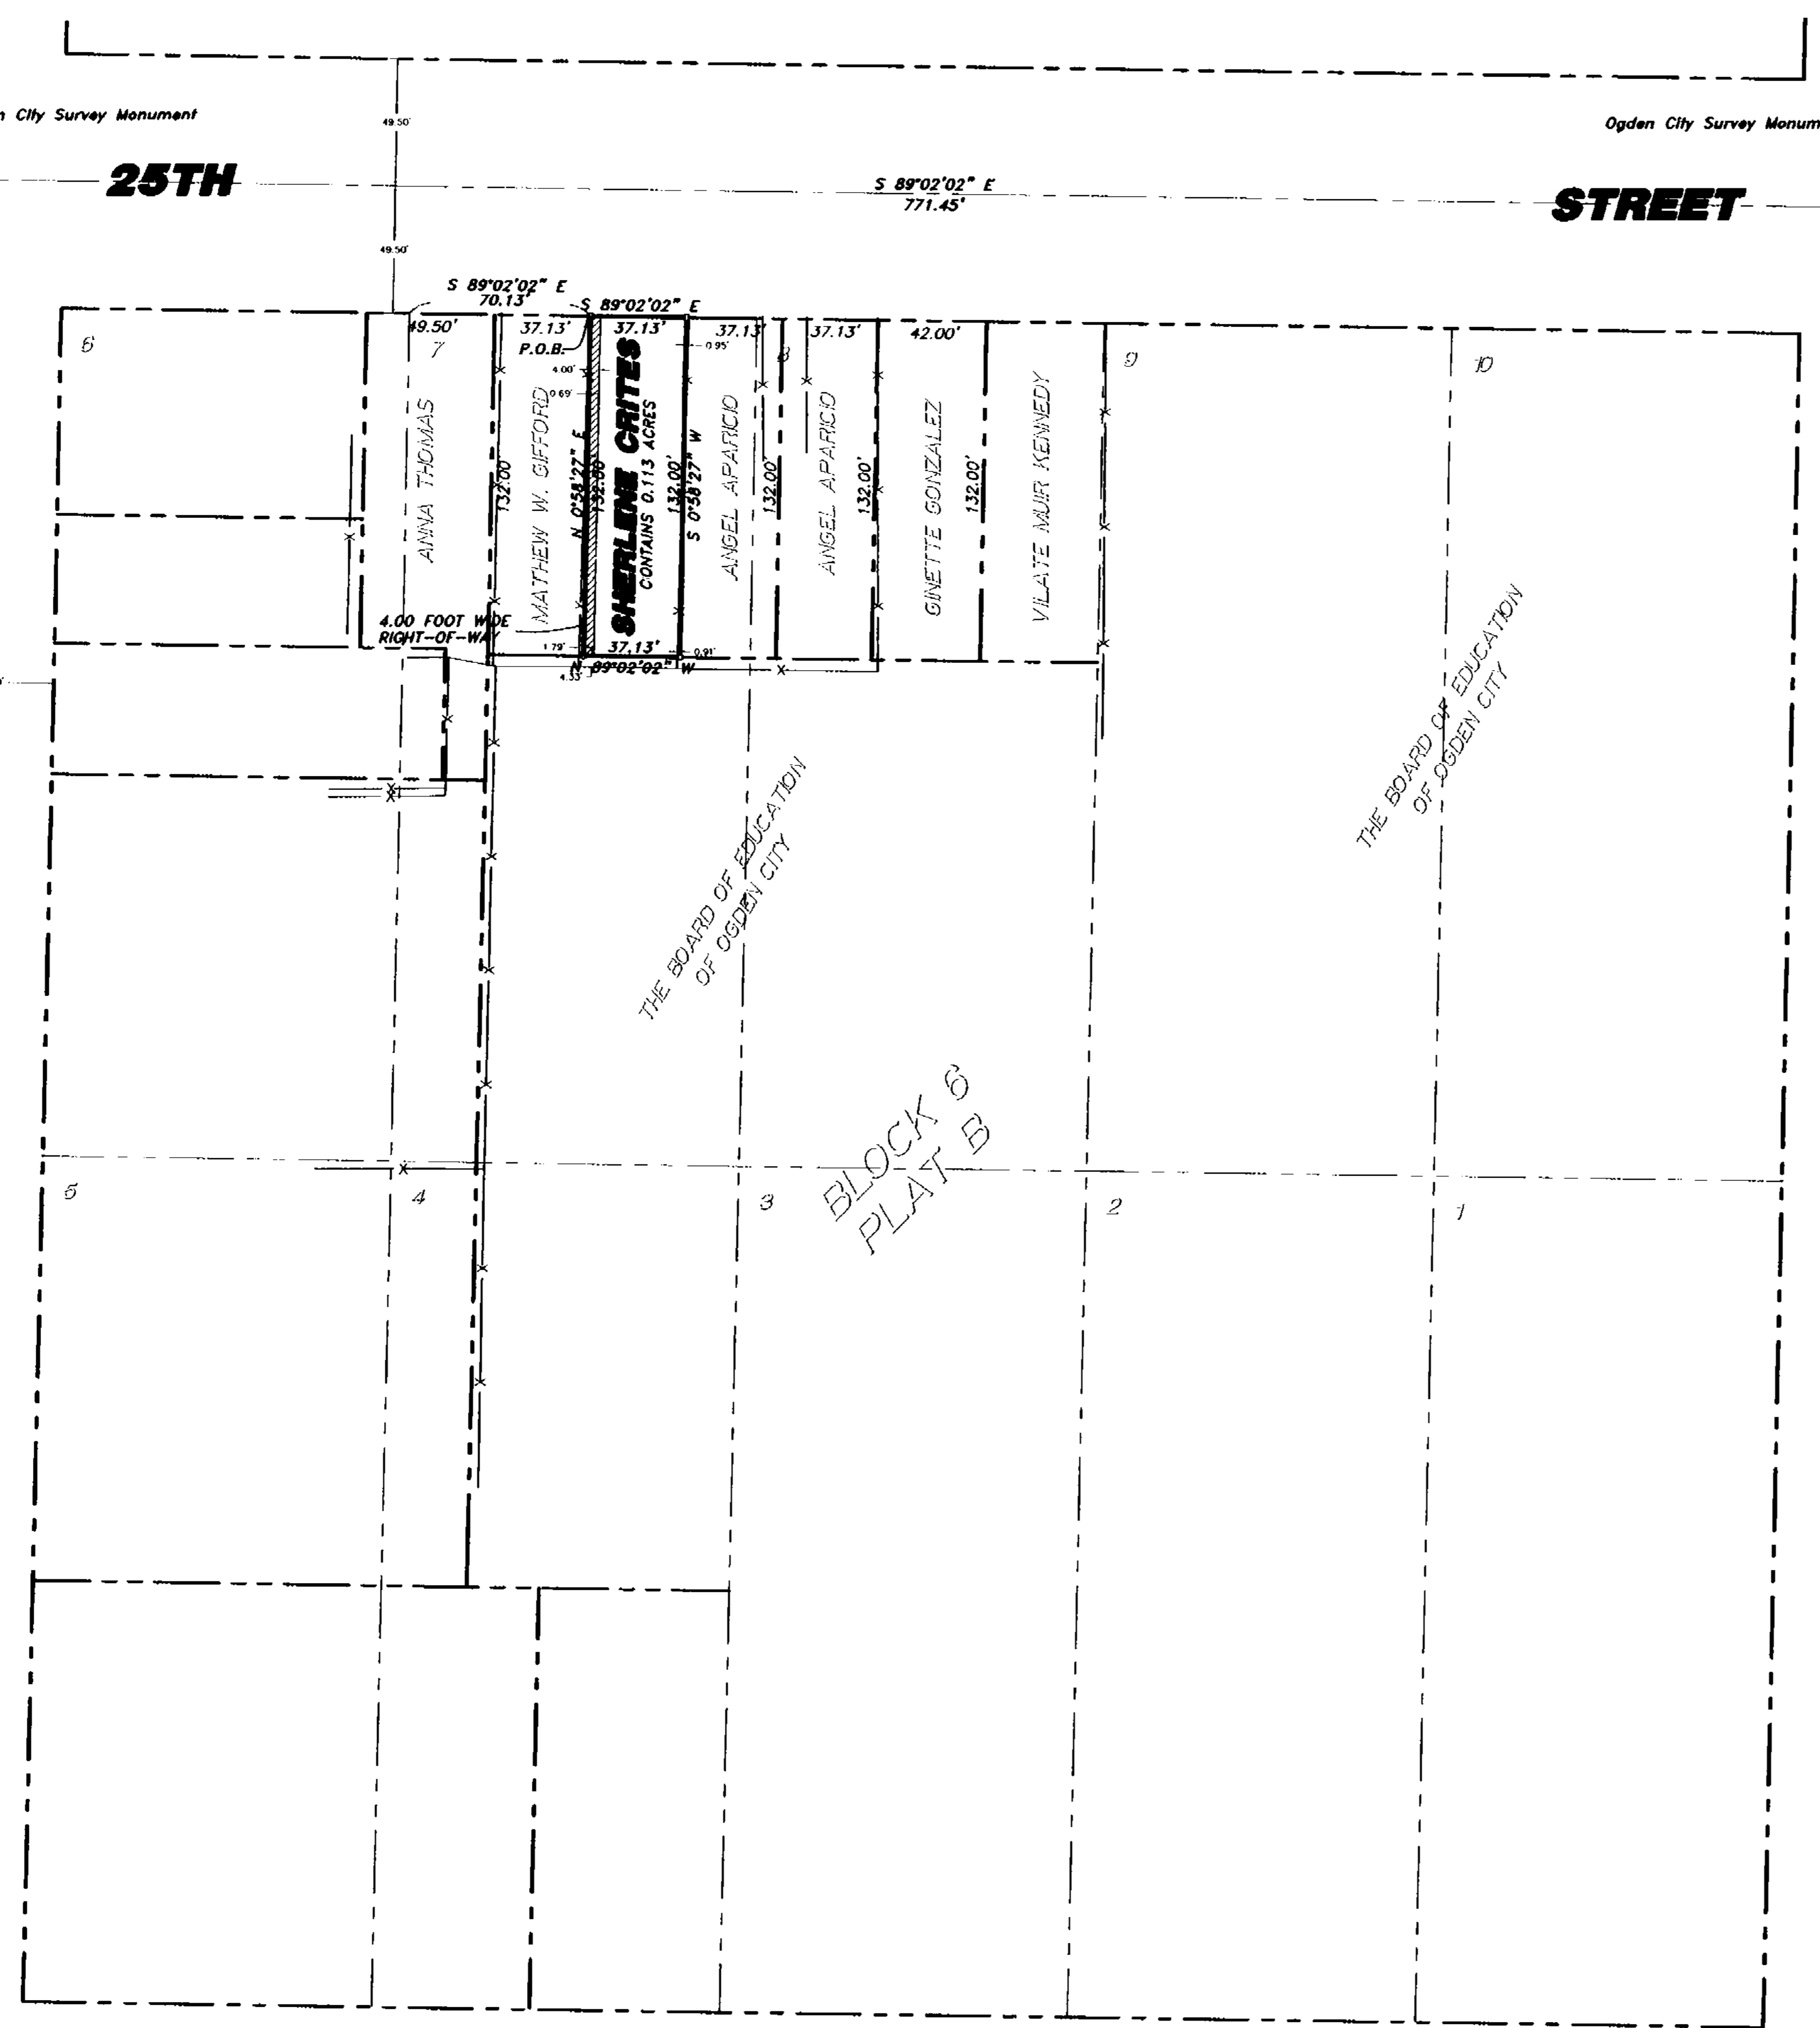 City Survey Monument
Ogden City Survey
49.50'
25TH
STREET
S 89°02'02" E
771.45'
49.50'
S 89°02'02" E
70.13'
S 89°02'02" E
49.50'
37.13'
37.13'
37.13'
37.13'
42.00'
6
7
P.O.B.
0.95'
8
9
10
4.00'
0.69'
ANNA THOMAS
132.00'
MATHEW W. GIFFORD
N 0°58'27" E
132.00'
SHERLENE CRITES
CONTAINS 0.113 ACRES
132.00'
S 0°58'27" W
ANGEL APARICIO
132.00'
ANGEL APARICIO
132.00'
GINETTE GONZALEZ
132.00'
VILATE MUIR KENNEDY
4.00 FOOT WIDE
RIGHT-OF-WAY
1.79'
37.13'
0.91'
N 89°02'02" W
4.33'
THE BOARD OF EDUCATION
OF OGDEN CITY
THE BOARD OF EDUCATION
OF OGDEN CITY
BLOCK 6
PLAT B
5
4
3
2
1